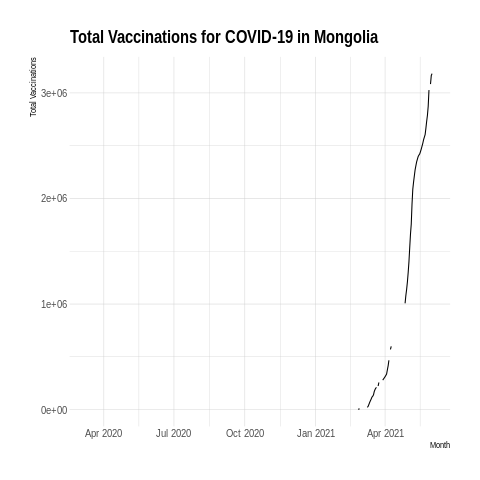 Total Vaccinations for COVID-19 in Mongolia
Total Vaccinations
3e+06
2e+06
1e+06
0e+00
Apr 2020 Jul 2020 Oct 2020 Jan 2021 Apr 2021
Month